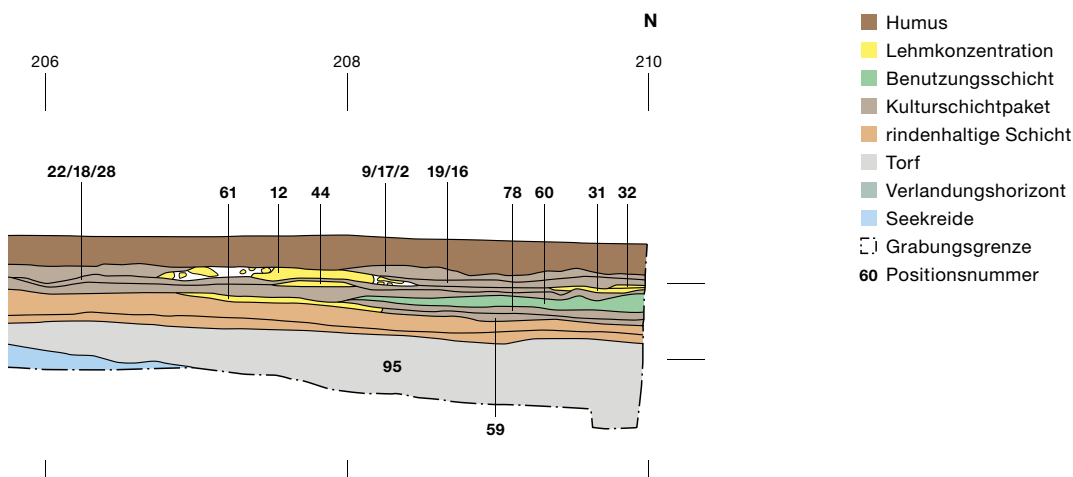 N
206
208
210
22/18/28
9/17/2
19/16
61
12
44
78
60
31
32
95
59
Humus
Lehmkonzentration
Benutzungsschicht
Kulturschichtpaket
rindenhaltige Schicht
Torf
Verlandungshorizont
Seekreide
Grabungsgrenze
60 Positionsnummer